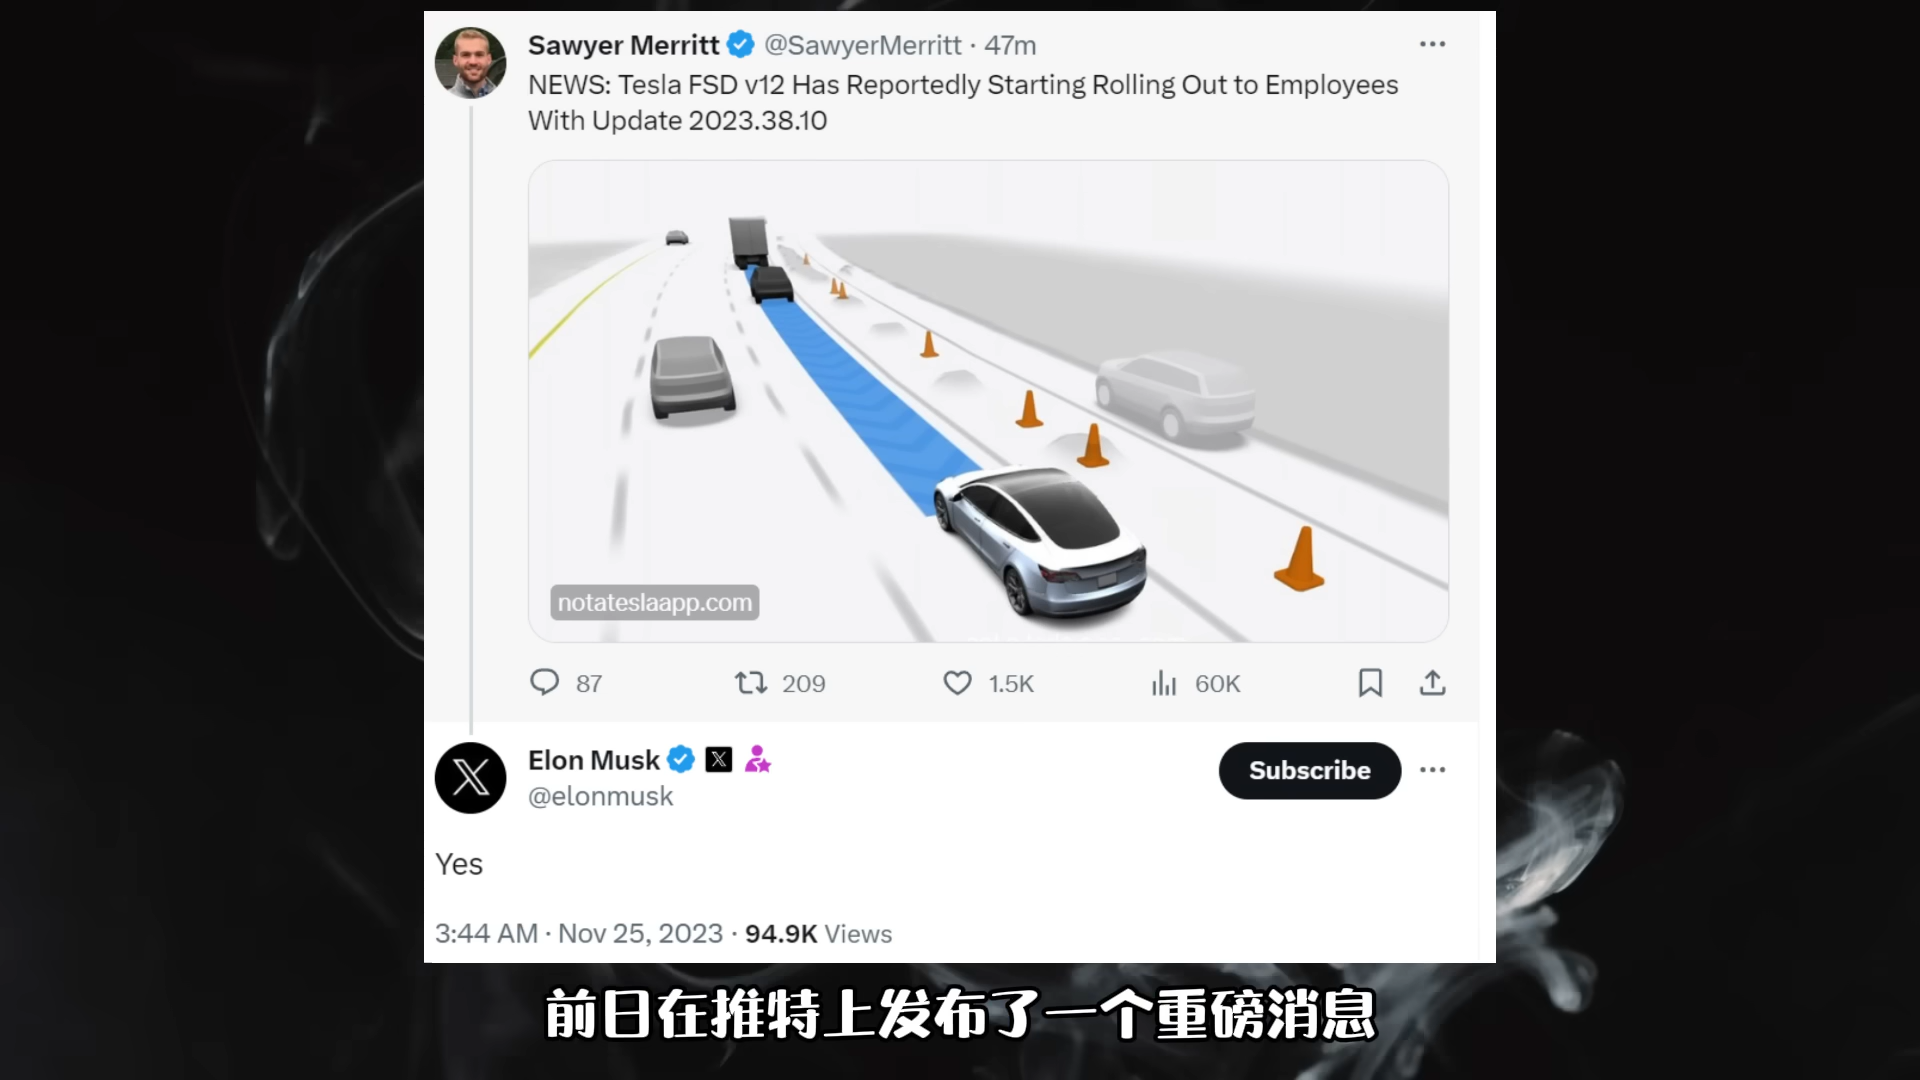 Sawyer Merritt @SawyerMerritt · 47m
NEWS: Tesla FSD v12 Has Reportedly Starting Rolling Out to Employees
With Update 2023.38.10
notateslaapp.com
87 209 1.5K 60K
Elon Musk
@elonmusk
Subscribe
Yes
3:44 AM · Nov 25, 2023 · 94.9K Views
前日在推特上发布了一个重磅消息